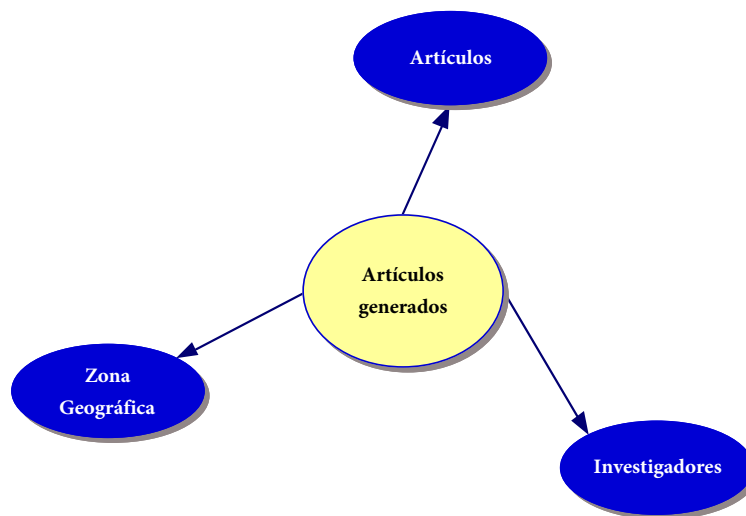 Artículos
Artículos
generados
Zona
Geográfica
Investigadores